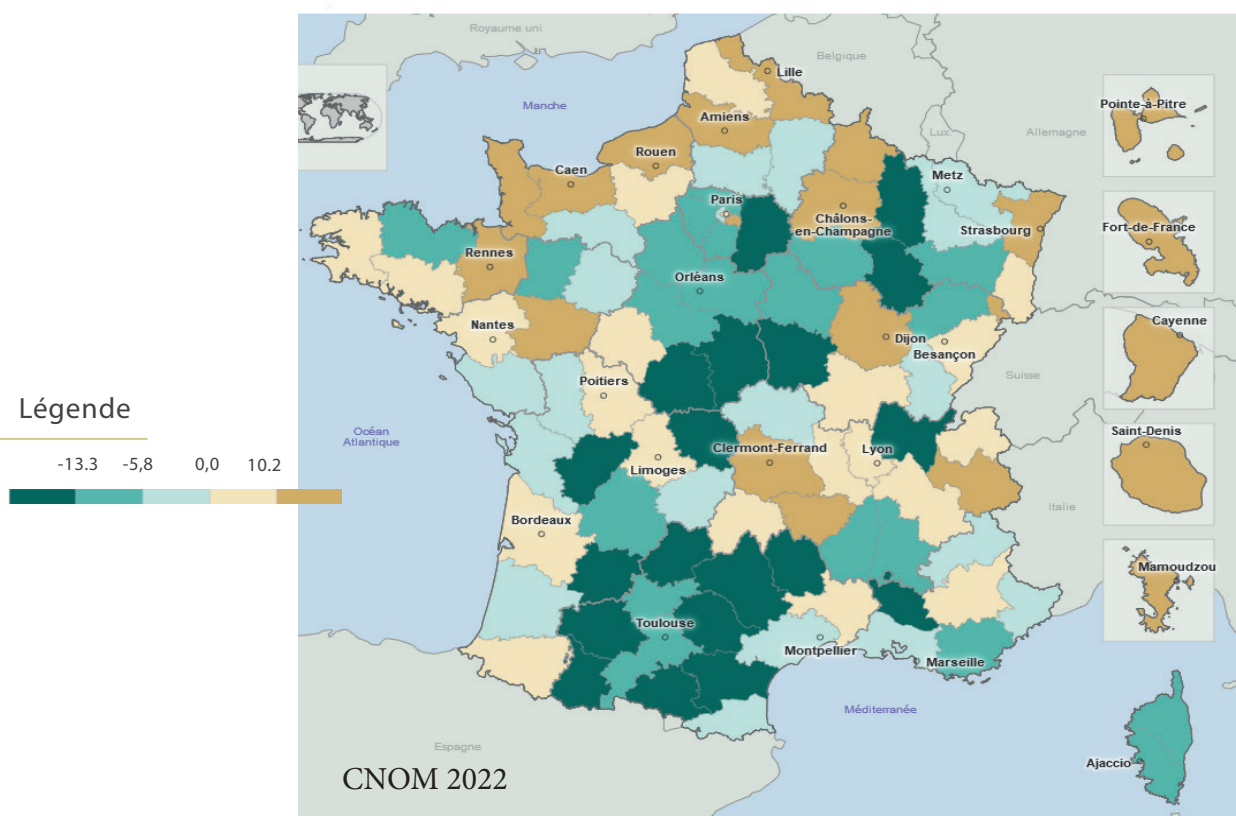 Royaume uni
Belgique
Lille
Manche
Amiens
Lux.
Allemagne
Pointe-à-Pitre
Rouen
Caen
Metz
Paris
Châlons-
en-Champagne
Strasbourg
Fort-de-France
Rennes
Orléans
Nantes
Dijon
Besançon
Cayenne
Légende
Poitiers
Suisse
Océan
Atlantique
Saint-Denis
-13.3 -5,8 0,0 10.2
Clermont-Ferrand
Lyon
Limoges
Italie
Bordeaux
Mamoudzou
Toulouse
Montpellier
Marseille
Méditerranée
Espagne
Ajaccio
CNOM 2022